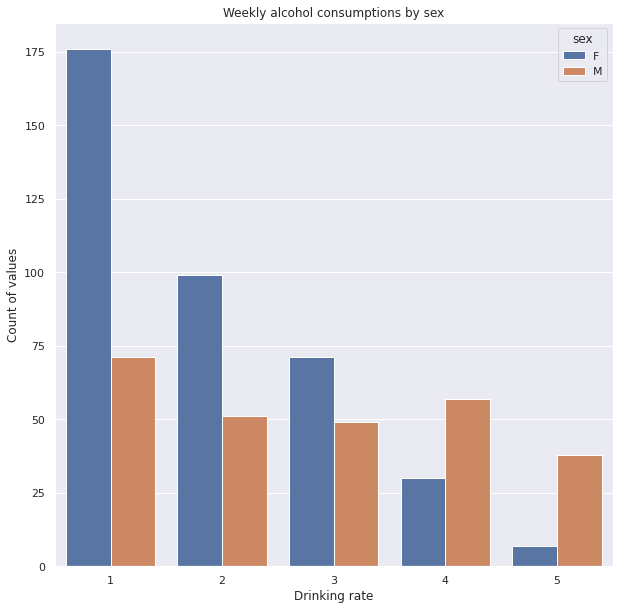 Weekly alcohol consumptions by sex
sex
F
M
175
150
125
100
75
50
25
0
Count of values
1 2 3 4 5
Drinking rate